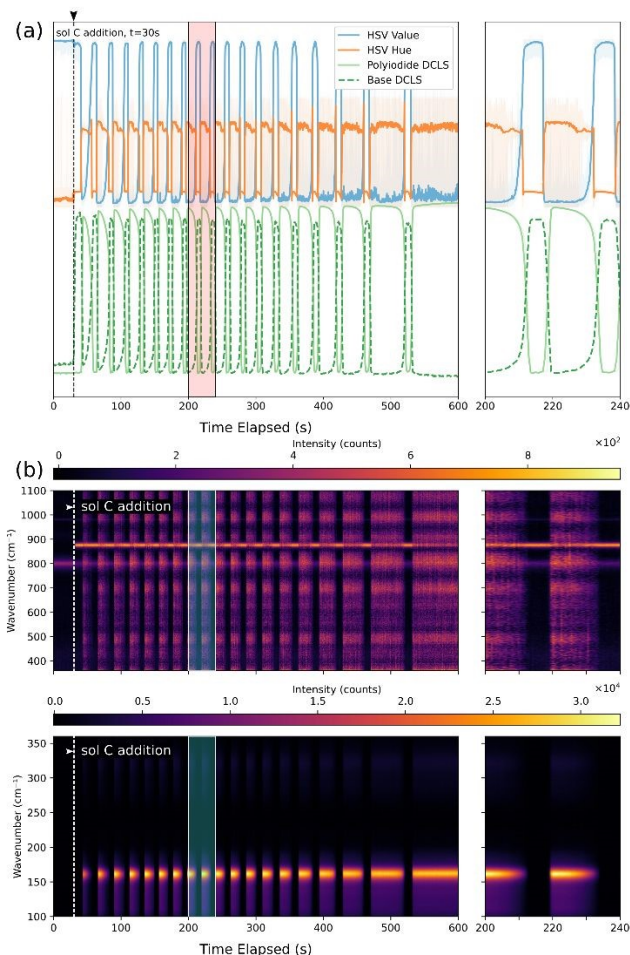 (a)
sol C addition, t=30s
HSV Value
HSV Hue
Polyiodide DCLS
Base DCLS
0 100 200 300 400 500 600 200 210 220 230 240
Time Elapsed (s)
Intensity (counts)
×10²
0 2 4 6 8
(b)
1100
1000
900
800
700
600
500
400
Wavenumber (cm⁻¹)
sol C addition
Intensity (counts)
×10⁴
0.0 0.5 1.0 1.5 2.0 2.5 3.0
350
300
250
200
150
100
Wavenumber (cm⁻¹)
sol C addition
0 100 200 300 400 500 600 200 210 220 230 240
Time Elapsed (s)